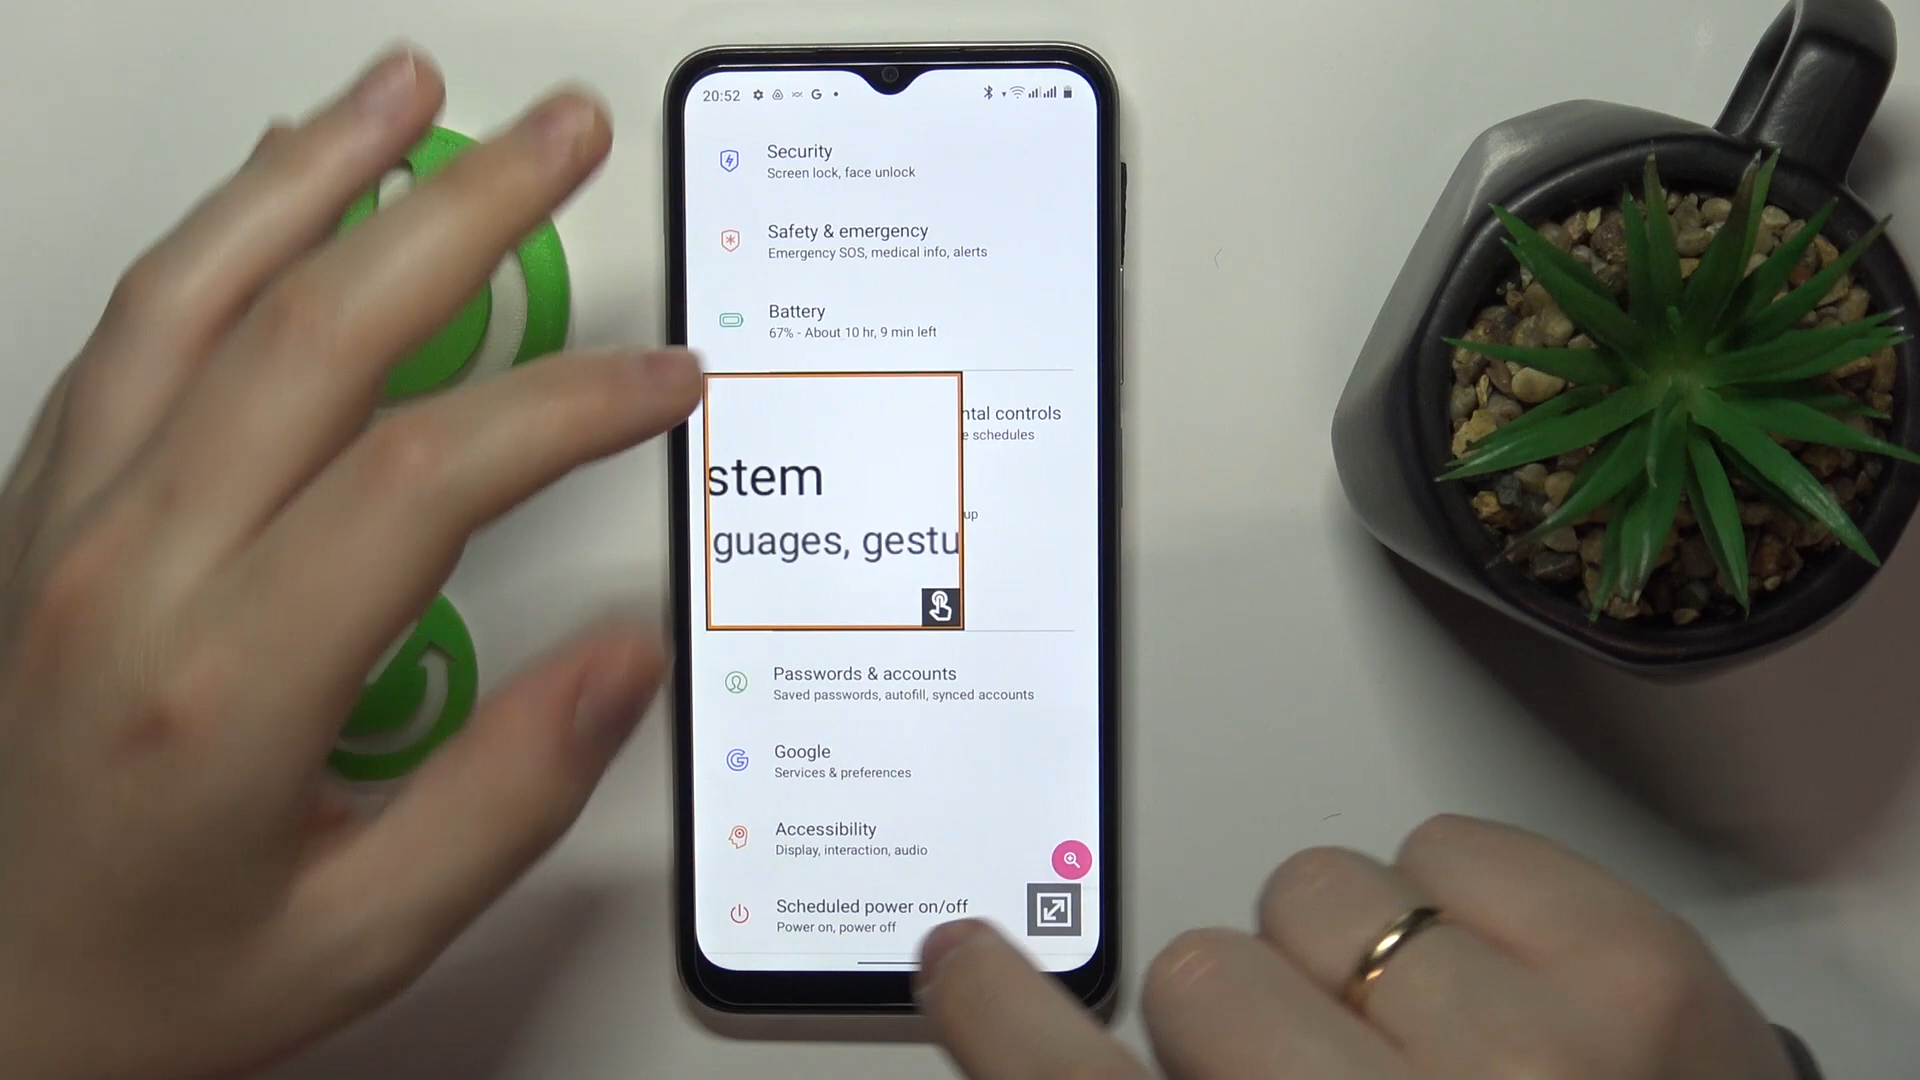 20:52 G
Security
Screen lock, face unlock
Safety & emergency
Emergency SOS, medical info, alerts
Battery
67% - About 10 hr, 9 min left
ntal controls
e schedules
stem
up
guages, gestu
Passwords & accounts
Saved passwords, autofill, synced accounts
Google
Services & preferences
Accessibility
Display, interaction, audio
Scheduled power on/off
Power on, power off